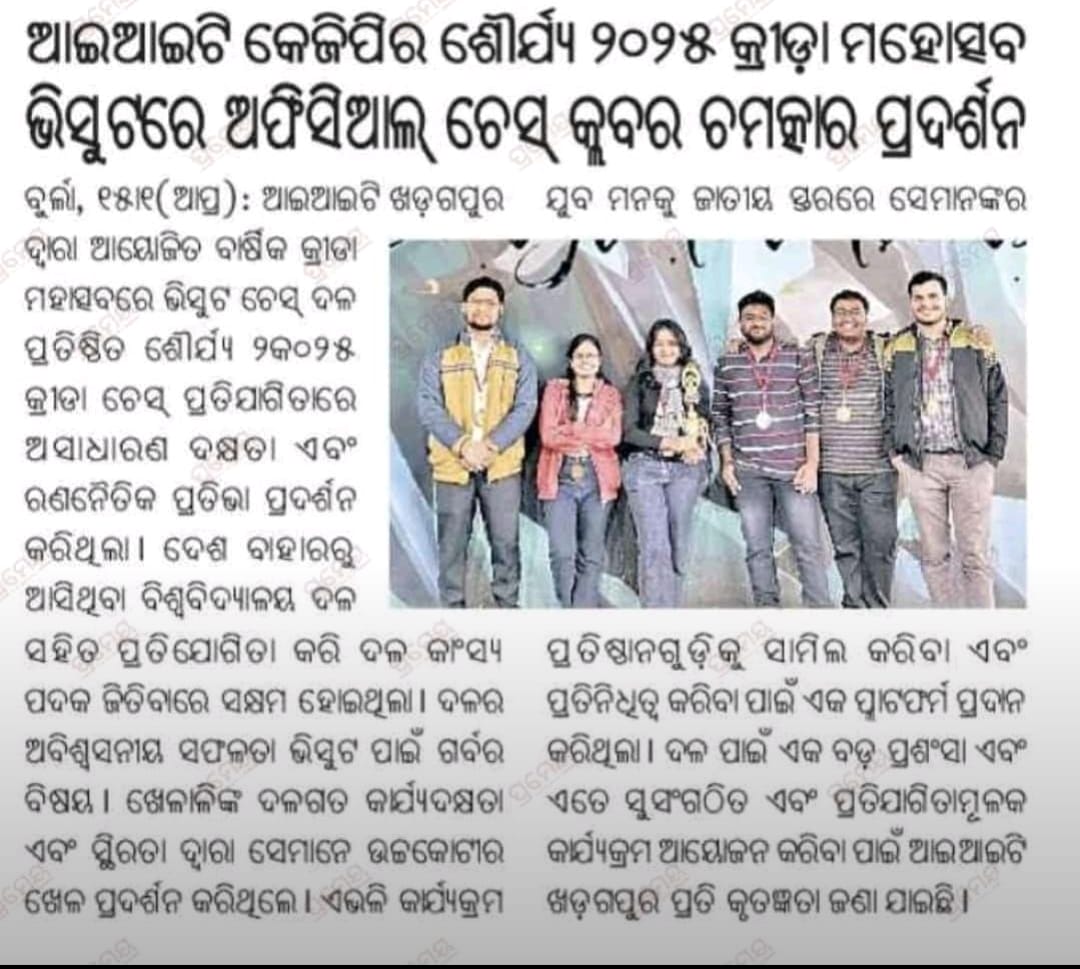 ଆଇଆଇଟି କେଜିପିର ଶୌର୍ଯ୍ୟ ୨୦୨୫ କ୍ରୀଡ଼ା ମହୋତ୍ସବ
ଭିସୁଟରେ ଅଫିସିଆଲ୍ ଚେସ୍ କ୍ଲବର ଚମତ୍କାର ପ୍ରଦର୍ଶନ
ବୁର୍ଲା, ୧୫।୧(ଆପ୍ର): ଆଇଆଇଟି ଖଡ଼ଗପୁର
ଦ୍ୱାରା ଆୟୋଜିତ ବାର୍ଷିକ କ୍ରୀଡା
ମହାତ୍ସବରେ ଭିସୁଟ ଚେସ୍ ଦଳ
ପ୍ରତିଷ୍ଠିତ ଶୌର୍ଯ୍ୟ ୨କ୦୨୫
କ୍ରୀଡା ଚେସ୍ ପ୍ରତିଯାଗିତାରେ
ଅସାଧାରଣ ଦକ୍ଷତା ଏବଂ
ରଣନୈତିକ ପ୍ରତିଭା ପ୍ରଦର୍ଶନ
କରିଥିଲା। ଦେଶ ବାହାରରୁ
ଆସିଥିବା ବିଶ୍ୱବିଦ୍ୟାଳୟ ଦଳ
ସହିତ ପ୍ରତିଯୋଗିତା କରି ଦଳ କାଂସ୍ୟ
ପଦକ ଜିତିବାରେ ସକ୍ଷମ ହୋଇଥିଲା। ଦଳର
ଅବିଶ୍ୱସନୀୟ ସଫଳତା ଭିସୁଟ ପାଇଁ ଗର୍ବର
ବିଷୟ। ଖେଳାଳିଙ୍କ ଦଳଗତ କାର୍ଯ୍ୟଦକ୍ଷତା
ଏବଂ ସ୍ଥିରତା ଦ୍ୱାରା ସେମାନେ ଉଚ୍ଚକୋଟୀର
ଖେଳ ପ୍ରଦର୍ଶନ କରିଥିଲେ। ଏଭଳି କାର୍ଯ୍ୟକ୍ରମ
ଯୁବ ମନକୁ ଜାତୀୟ ସ୍ତରରେ ସେମାନଙ୍କର
ପ୍ରତିଷ୍ଠାନଗୁଡ଼ିକୁ ସାମିଲ କରିବା ଏବଂ
ପ୍ରତିନିଧିତ୍ୱ କରିବା ପାଇଁ ଏକ ପ୍ଲାଟଫର୍ମ ପ୍ରଦାନ
କରିଥିଲା। ଦଳ ପାଇଁ ଏକ ବଡ଼ ପ୍ରଶଂସା ଏବଂ
ଏତେ ସୁସଂଗଠିତ ଏବଂ ପ୍ରତିଯାଗିତାମୂଳକ
କାର୍ଯ୍ୟକ୍ରମ ଆୟୋଜନ କରିବା ପାଇଁ ଆଇଆଇଟି
ଖଡ଼ଗପୁର ପ୍ରତି କୃତଜ୍ଞତା ଜଣା ଯାଇଛି।